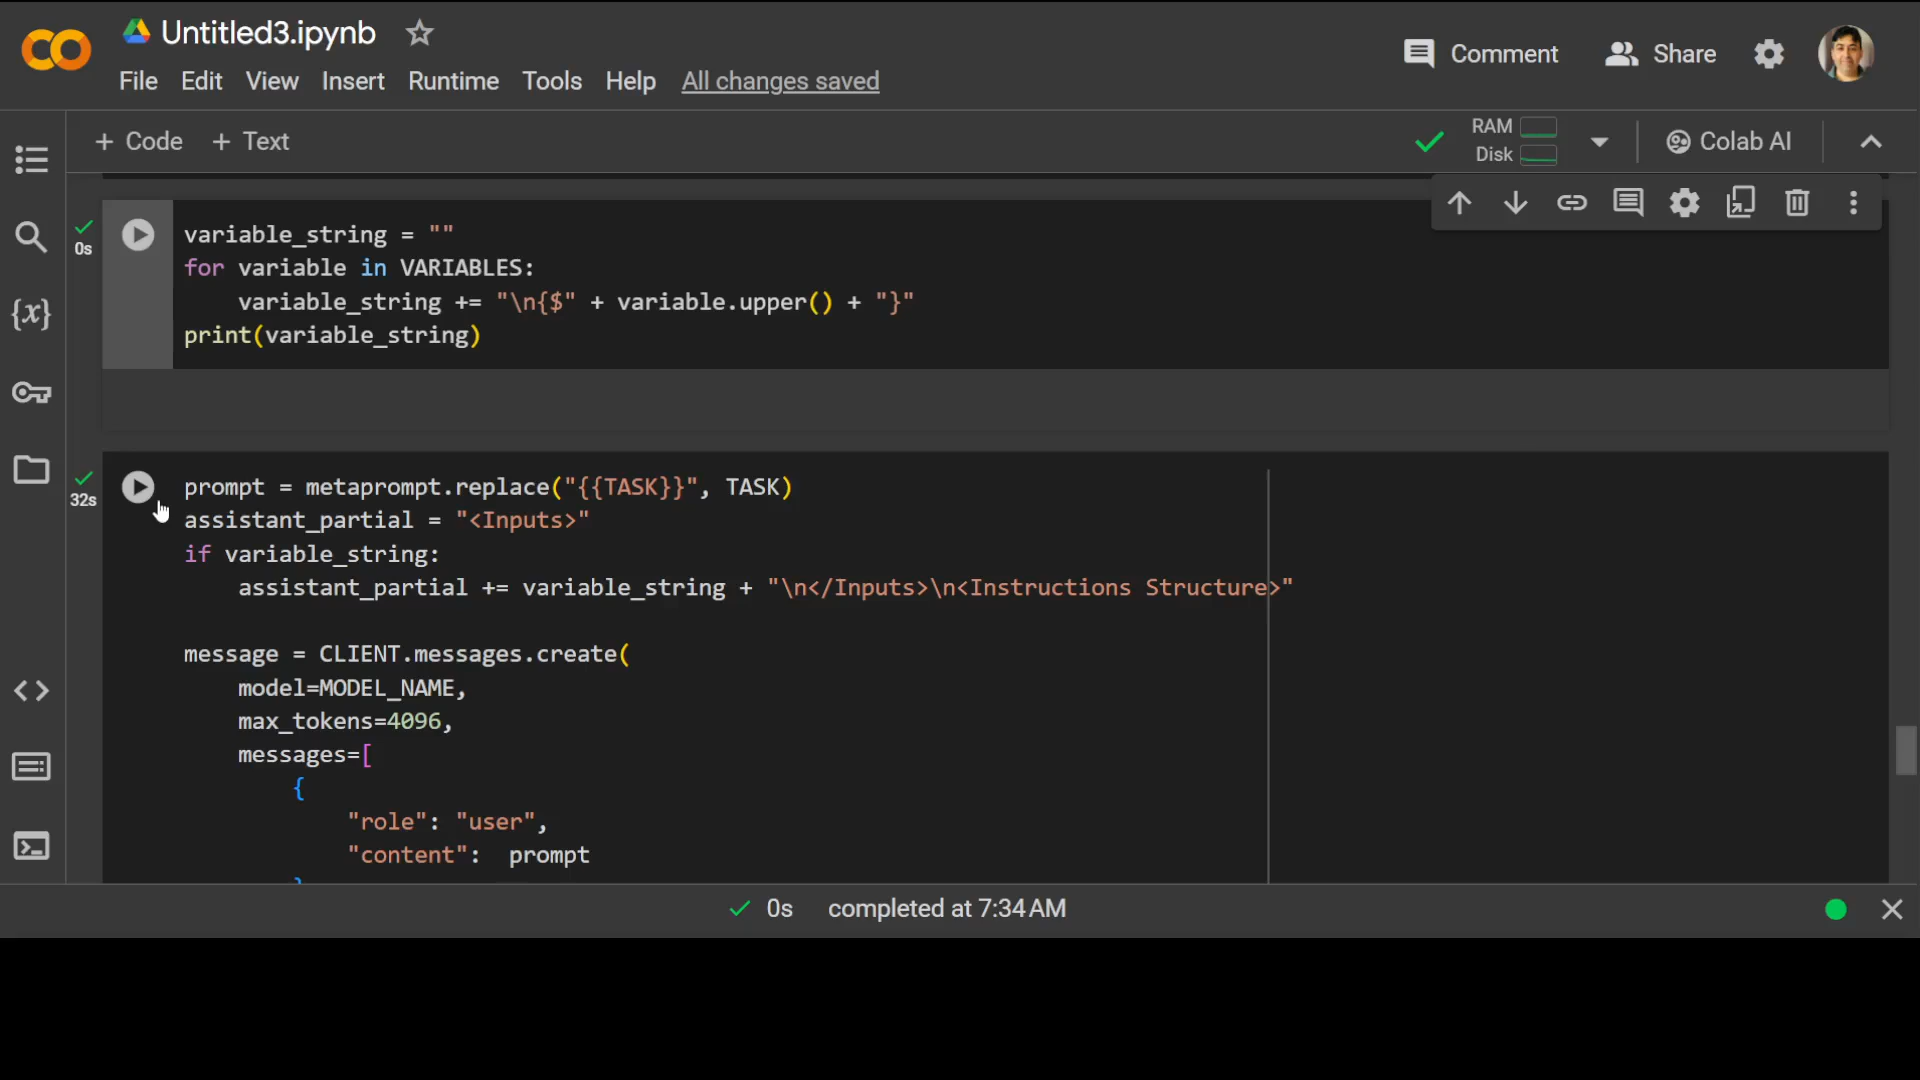 Untitled3.ipynb
Comment
Share
File Edit View Insert Runtime Tools Help All changes saved
+ Code + Text
RAM
Disk
Colab AI
{x}
0s
variable_string = ""
for variable in VARIABLES:
    variable_string += "\n{$" + variable.upper() + "}"
print(variable_string)
32s
prompt = metaprompt.replace("{{TASK}}", TASK)
assistant_partial = "<Inputs>"
if variable_string:
    assistant_partial += variable_string + "\n</Inputs>\n<Instructions Structure>"
message = CLIENT.messages.create(
    model=MODEL_NAME,
    max_tokens=4096,
    messages=[
        {
            "role": "user",
            "content":  prompt
0s completed at 7:34 AM